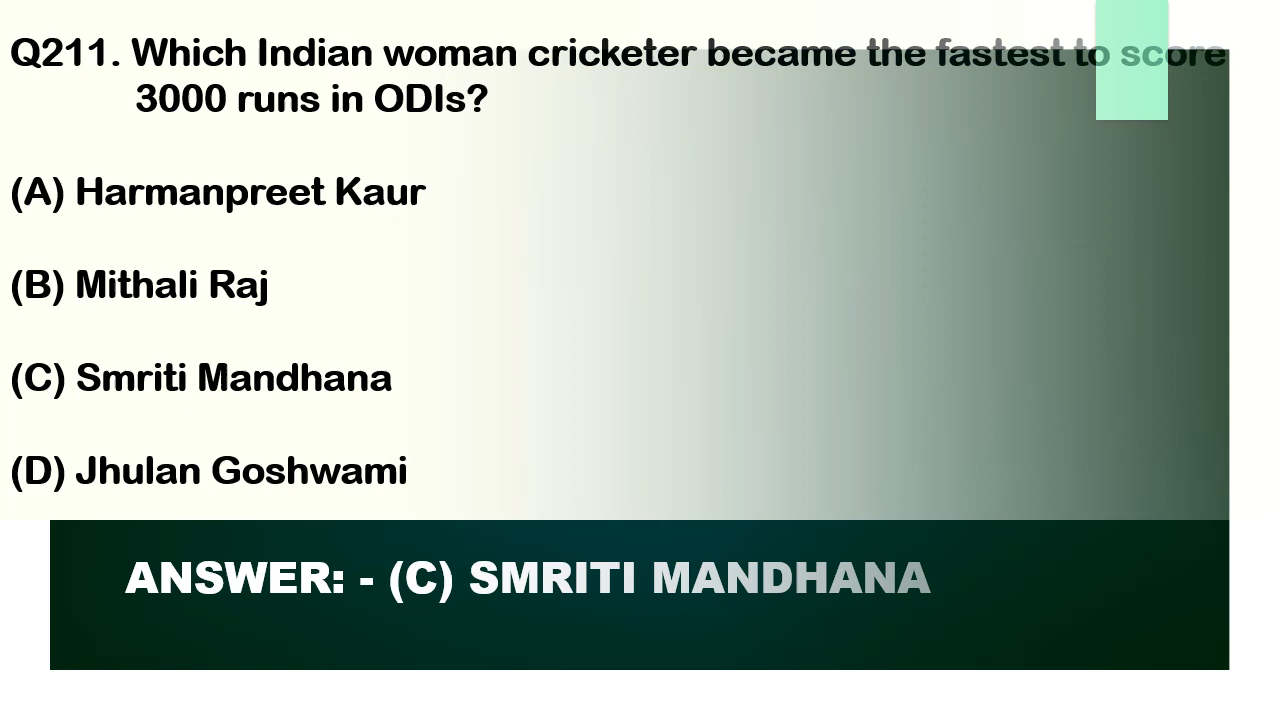 Q211. Which Indian woman cricketer became the fastest to score
3000 runs in ODIs?
(A) Harmanpreet Kaur
(B) Mithali Raj
(C) Smriti Mandhana
(D) Jhulan Goshwami
ANSWER: - (C) SMRITI MANDHANA